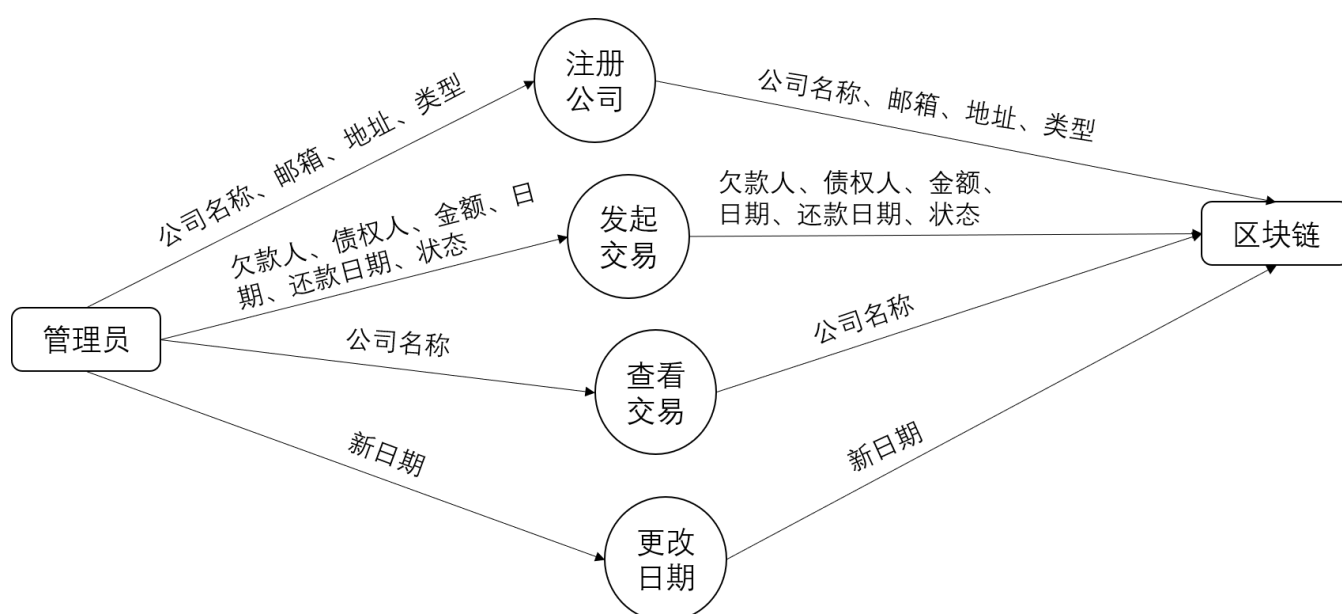 注册
公司
公司名称、邮箱、地址、类型
公司名称、邮箱、地址、类型
发起
交易
欠款人、债权人、金额、日
期、还款日期、状态
欠款人、债权人、金额、
日期、还款日期、状态
区块链
管理员
公司名称
查看
交易
公司名称
新日期
更改
日期
新日期